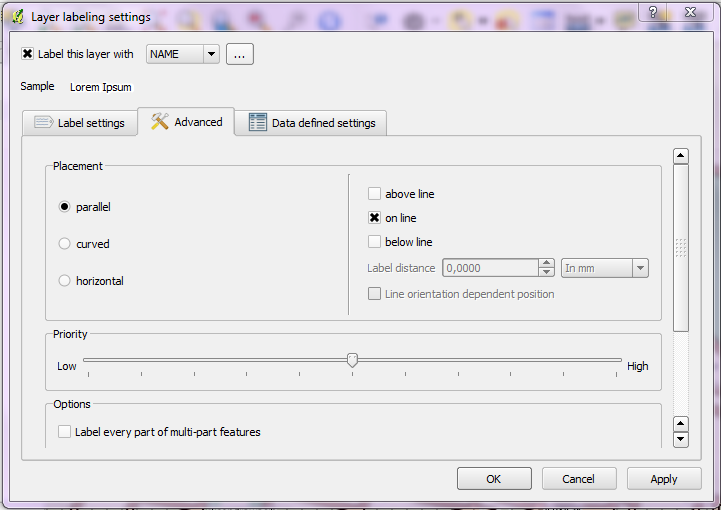 Layer labeling settings
Label this layer with NAME ...
Sample Lorem Ipsum
Label settings Advanced Data defined settings
Placement
parallel
curved
horizontal
above line
on line
below line
Label distance 0,0000 In mm
Line orientation dependent position
Priority
Low High
Options
Label every part of multi-part features
OK Cancel Apply